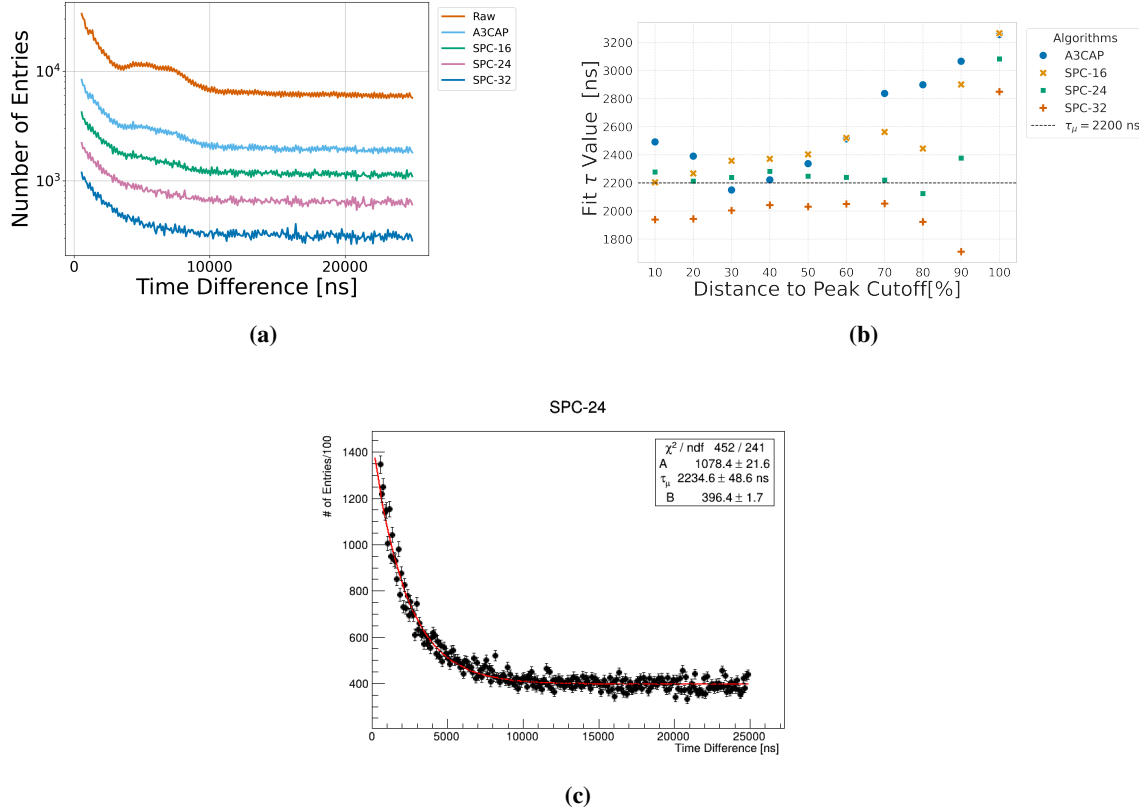 Number of Entries
10^4
10^3
0
10000
20000
Time Difference [ns]
Raw
A3CAP
SPC-16
SPC-24
SPC-32
(a)
Fit τ Value [ns]
3200
3000
2800
2600
2400
2200
2000
1800
10 20 30 40 50 60 70 80 90 100
Distance to Peak Cutoff[%]
Algorithms
A3CAP
SPC-16
SPC-24
SPC-32
τ_μ = 2200 ns
(b)
SPC-24
# of Entries/100
1400
1200
1000
800
600
400
0 5000 10000 15000 20000 25000
Time Difference [ns]
χ² / ndf 452 / 241
A 1078.4 ± 21.6
τ_μ 2234.6 ± 48.6 ns
B 396.4 ± 1.7
(c)